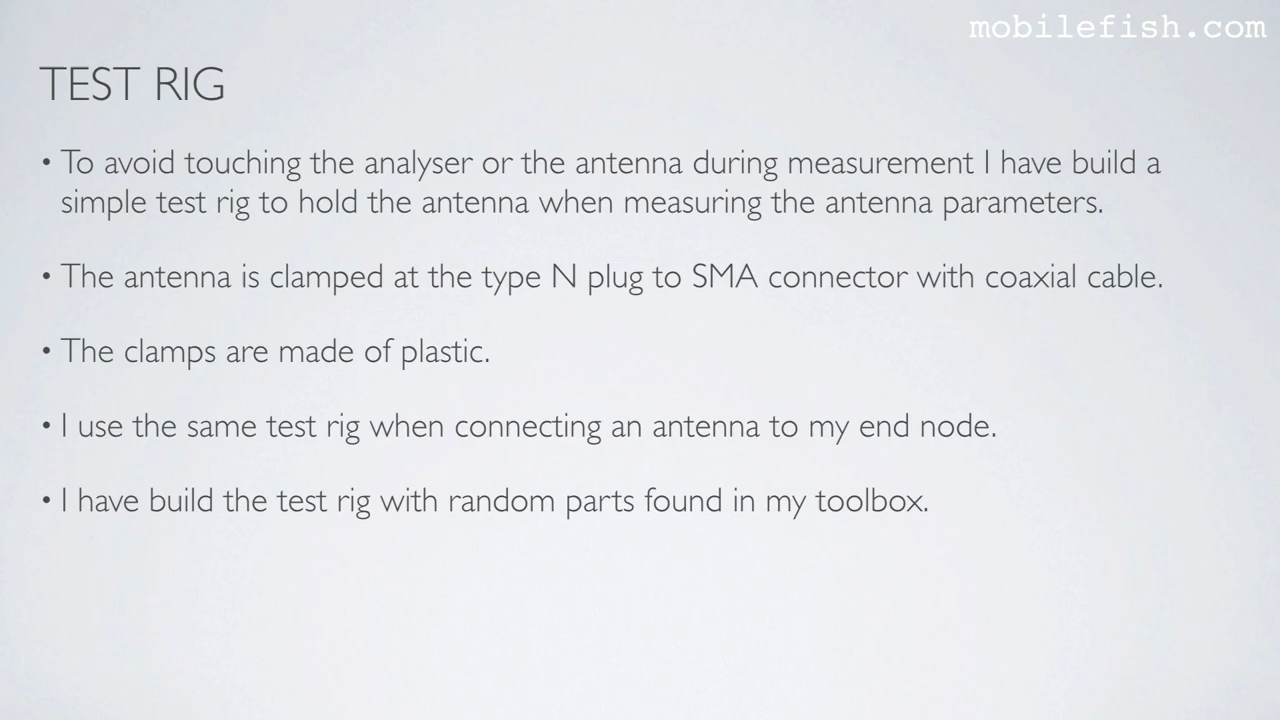 mobilefish.com
TEST RIG
• To avoid touching the analyser or the antenna during measurement I have build a
simple test rig to hold the antenna when measuring the antenna parameters.
• The antenna is clamped at the type N plug to SMA connector with coaxial cable.
• The clamps are made of plastic.
• I use the same test rig when connecting an antenna to my end node.
• I have build the test rig with random parts found in my toolbox.